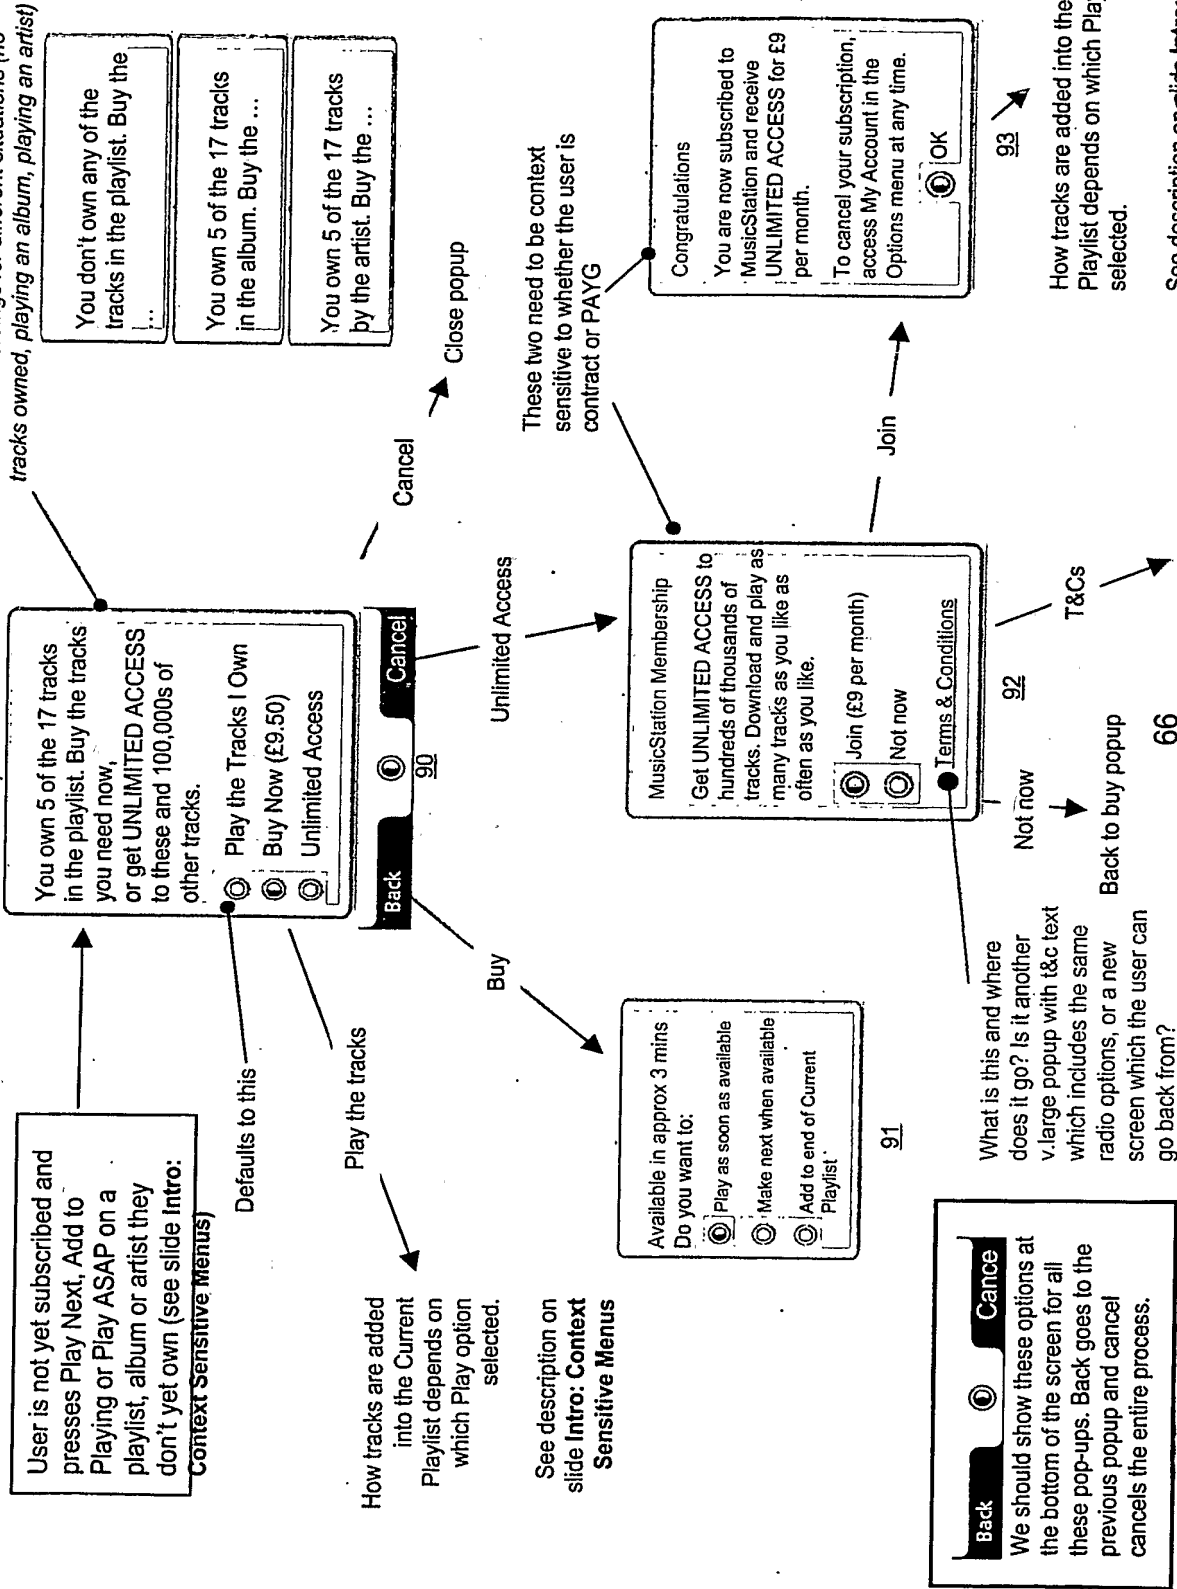 User is not yet subscribed and
presses Play Next, Add to
Playing or Play ASAP on a
playlist, album or artist they
don't yet own (see slide Intro:
Context Sensitive Menus)
You own 5 of the 17 tracks
in the playlist. Buy the tracks
you need now,
or get UNLIMITED ACCESS
to these and 100,000s of
other tracks.
Play the Tracks I Own
Buy Now (£9.50)
Unlimited Access
Back
Cancel
90
tracks owned, playing an album, playing an artist)
You don't own any of the
tracks in the playlist. Buy the
...
You own 5 of the 17 tracks
in the album. Buy the ...
You own 5 of the 17 tracks
by the artist. Buy the ...
Defaults to this
Play the tracks
Buy
Unlimited Access
Cancel
Close popup
How tracks are added
into the Current
Playlist depends on
which Play option
selected.
See description on
slide Intro: Context
Sensitive Menus
Available in approx 3 mins
Do you want to:
Play as soon as available
Make next when available
Add to end of Current
Playlist
91
MusicStation Membership
Get UNLIMITED ACCESS to
hundreds of thousands of
tracks. Download and play as
many tracks as you like as
often as you like.
Join (£9 per month)
Not now
Terms & Conditions
92
These two need to be context
sensitive to whether the user is
contract or PAYG
Join
Congratulations
You are now subscribed to
MusicStation and receive
UNLIMITED ACCESS for £9
per month.
To cancel your subscription,
access My Account in the
Options menu at any time.
OK
93
Back
Cance
We should show these options at
the bottom of the screen for all
these pop-ups. Back goes to the
previous popup and cancel
cancels the entire process.
What is this and where
does it go? Is it another
v.large popup with t&c text
which includes the same
radio options, or a new
screen which the user can
go back from?
Not now
Back to buy popup
T&Cs
66
How tracks are added into the
Playlist depends on which Play
selected.